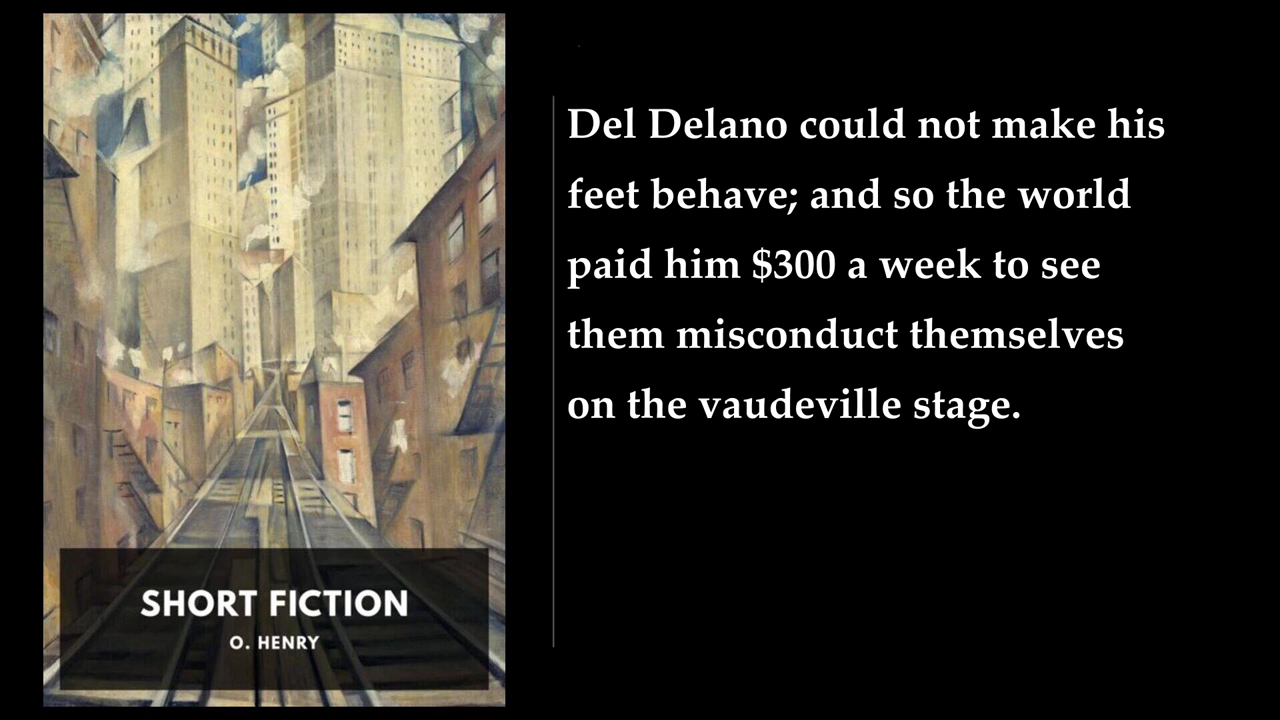 SHORT FICTION
O. HENRY
Del Delano could not make his
feet behave; and so the world
paid him $300 a week to see
them misconduct themselves
on the vaudeville stage.